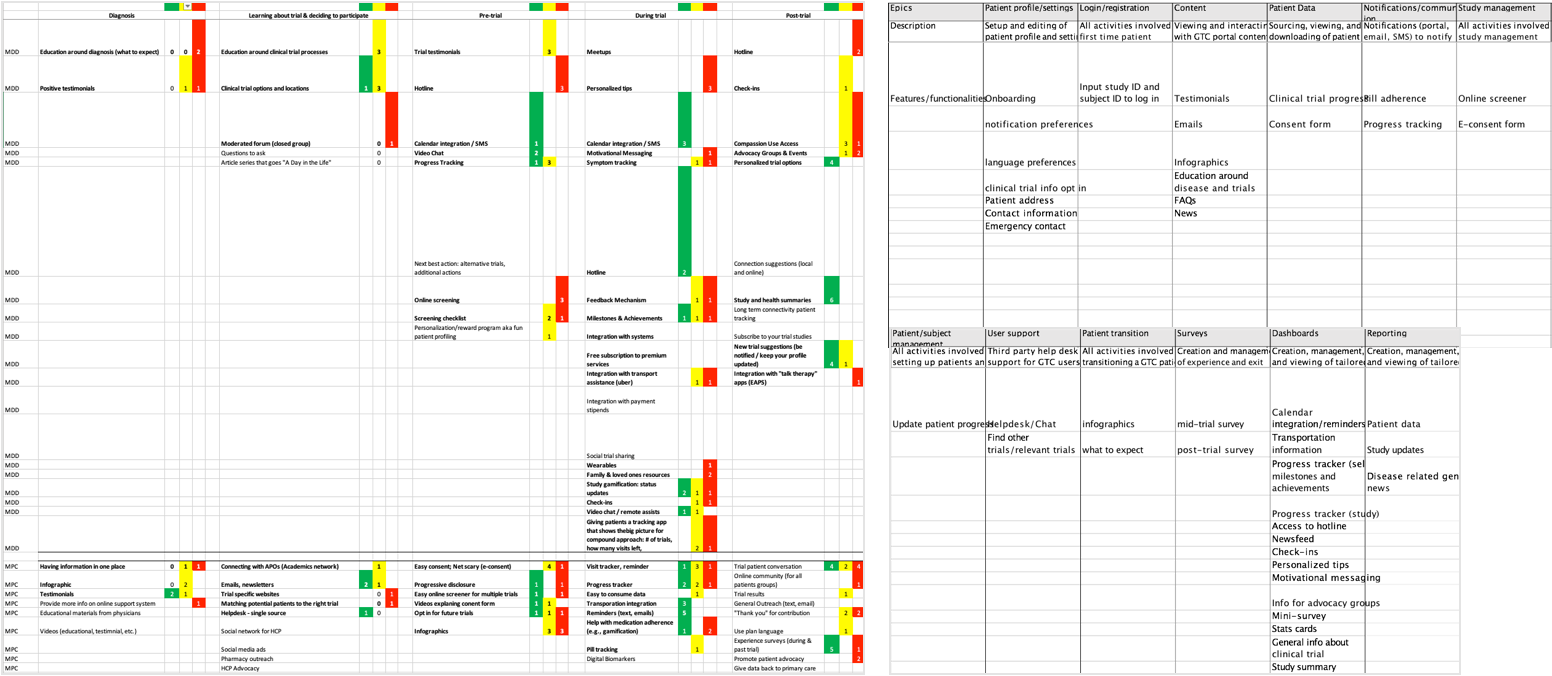 Diagnosis Learning about trial & deciding to participate Pre-trial During trial Post-trial
MDD Education around diagnosis (what to expect) 0 0 2 Education around clinical trial processes 3 Trial testimonials 3 Meetups Hotline 2
MDD Positive testimonials 0 1 1 Clinical trial options and locations 1 3 Hotline 3 Personalized tips 3 Check-ins 1
MDD Moderated forum (closed group) 0 1 Calendar integration / SMS 1 Calendar integration / SMS 3 Compassion Use Access 3 1
MDD Questions to ask 0 Video Chat 2 Motivational Messaging 1 Advocacy Groups & Events 1 2
MDD Article series that goes "A Day in the Life" 0 Progress Tracking 1 3 Symptom tracking 1 1 Personalized trial options 4
Next best action: alternative trials, Connection suggestions (local
MDD additional actions Hotline 2 and online)
MDD Online screening 3 Feedback Mechanism 1 1 Study and health summaries 6
Long term connectivity patient
MDD Screening checklist 2 1 Milestones & Achievements 1 1 1 tracking
Personalization/reward program aka fun 1
MDD patient profiling Integration with systems Subscribe to your trial studies
New trial suggestions (be
Free subscription to premium notified / keep your profile
MDD services updated) 4 1
Integration with transport Integration with "talk therapy"
MDD assistance (uber) 1 1 apps (EAPS) 1
Integration with payment
MDD stipends
MDD Social trial sharing
MDD Wearables 1
MDD Family & loved ones resources 2
Study gamification: status
MDD updates 2 1 1
MDD Check-ins 1 1
MDD Video chat / remote assists 1 1
Giving patients a tracking app
that shows thebig picture for
compound approach: # of trials,
MDD how many visits left, 2 1
MPC Having information in one place 0 1 1 Connecting with APOs (Academics network) 1 Easy consent; Net scary (e-consent) 4 1 Visit tracker, reminder 1 3 1 Trial patient conversation 4 2 4
Online community (for all
MPC Infographic 0 2 Emails, newsletters 2 1 Progressive disclosure 1 1 Progress tracker 2 2 1 patients groups) 1
MPC Testimonials 2 1 Trial specific websites 1 Easy online screener for multiple trials 1 1 Easy to consume data 1 Trial results 1
MPC Provide more info on online support system 1 Matching potential patients to the right trial 0 1 Videos explaning conent form 1 1 Transporation integration 3 General Outreach (text, email)
MPC Educational materials from physicians Helpdesk - single source 1 0 Opt in for future trials 1 1 1 Reminders (text, emails) 5 "Thank you" for contribution 2 2
Help with medication adherence
MPC Videos (educational, testimnial, etc.) Social network for HCP Infographics 3 3 (e.g., gamification) 1 2 Use plan language 1
Experience surveys (during &
MPC Social media ads Pill tracking 1 past trial) 5 1
MPC Pharmacy outreach Digital Biomarkers Promote patient advocacy 2
MPC HCP Advocacy Give data back to primary care
Epics Patient profile/settings Login/registration Content Patient Data Notifications/commun Study management
ion
Description Setup and editing of All activities involved Viewing and interactin Sourcing, viewing, and Notifications (portal, All activities involved
patient profile and setti first time patient with GTC portal conten downloading of patient email, SMS) to notify study management
Input study ID and
Features/functionalities Onboarding subject ID to log in Testimonials Clinical trial progres Pill adherence Online screener
notification preferences Emails Consent form Progress tracking E-consent form
language preferences Infographics
Education around
clinical trial info opt in disease and trials
Patient address FAQs
Contact information News
Emergency contact
Patient/subject User support Patient transition Surveys Dashboards Reporting
management
All activities involved Third party help desk All activities involved Creation and managem Creation, management, Creation, management,
setting up patients an support for GTC users transitioning a GTC pati of experience and exit and viewing of tailore and viewing of tailore
Calendar
Update patient progres Helpdesk/Chat infographics mid-trial survey integration/reminders Patient data
Find other Transportation
trials/relevant trials what to expect post-trial survey information Study updates
Progress tracker (sel
milestones and Disease related gen
achievements news
Progress tracker (study)
Access to hotline
Newsfeed
Check-ins
Personalized tips
Motivational messaging
Info for advocacy groups
Mini-survey
Stats cards
General info about
clinical trial
Study summary